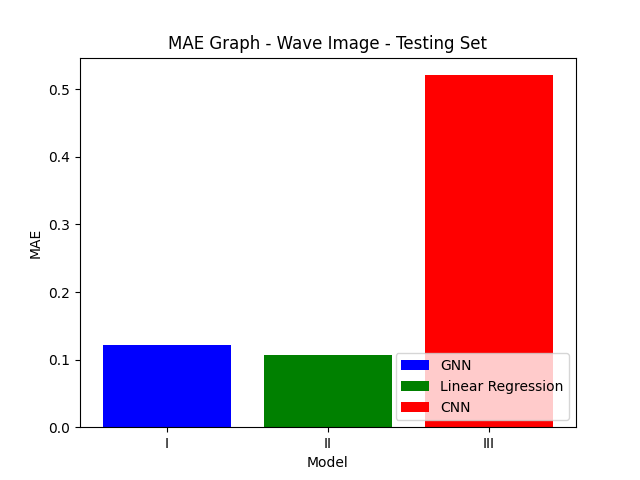 MAE Graph - Wave Image - Testing Set
MAE
0.5
0.4
0.3
0.2
0.1
0.0
GNN
Linear Regression
CNN
I
II
III
Model